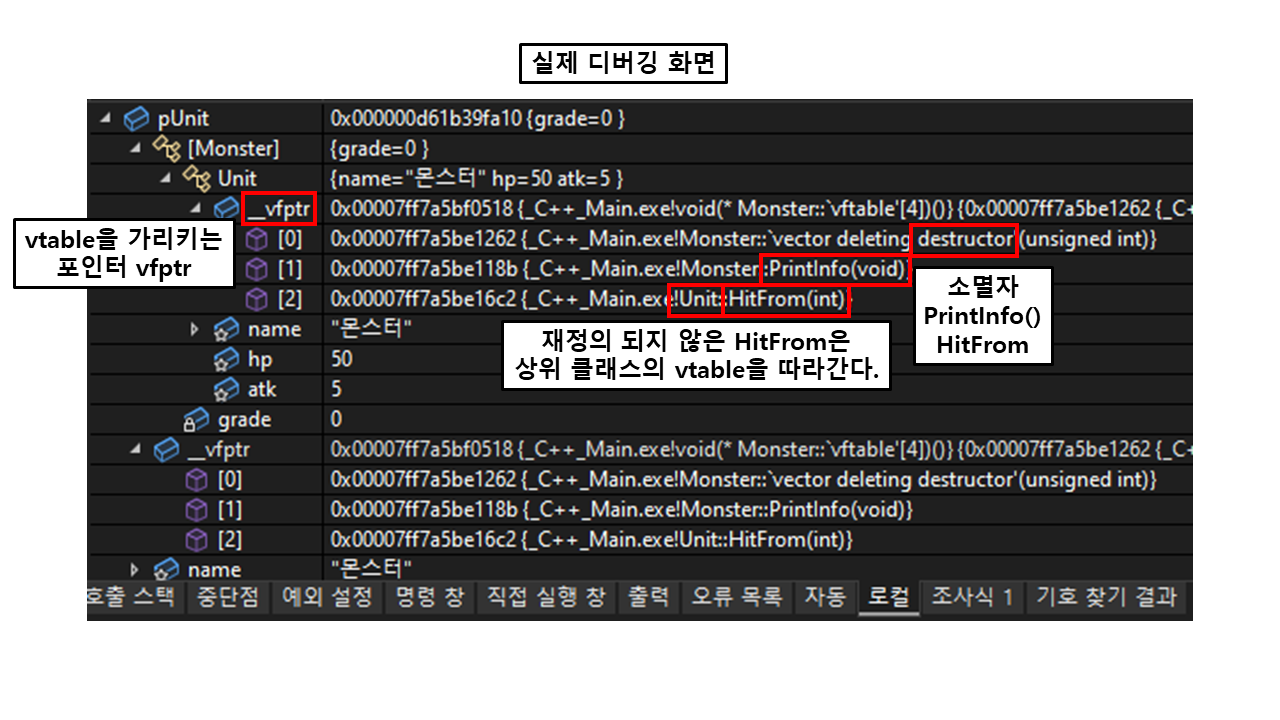 실제 디버깅 화면
pUnit 0x000000d61b39fa10 {grade=0 }
[Monster] {grade=0 }
Unit {name="몬스터" hp=50 atk=5 }
__vfptr 0x00007ff7a5bf0518 {_C++_Main.exe!void(* Monster::`vftable'[4])()} {0x00007ff7a5be1262 {_C+
vtable을 가리키는
포인터 vfptr
[0] 0x00007ff7a5be1262 {_C++_Main.exe!Monster::`vector deleting destructor'(unsigned int)}
[1] 0x00007ff7a5be118b {_C++_Main.exe!Monster::PrintInfo(void)}
[2] 0x00007ff7a5be16c2 {_C++_Main.exe!Unit::HitFrom(int)}
소멸자
PrintInfo()
HitFrom
재정의 되지 않은 HitFrom은
상위 클래스의 vtable을 따라간다.
name "몬스터"
hp 50
atk 5
grade 0
__vfptr 0x00007ff7a5bf0518 {_C++_Main.exe!void(* Monster::`vftable'[4])()} {0x00007ff7a5be1262 {_C+
[0] 0x00007ff7a5be1262 {_C++_Main.exe!Monster::`vector deleting destructor'(unsigned int)}
[1] 0x00007ff7a5be118b {_C++_Main.exe!Monster::PrintInfo(void)}
[2] 0x00007ff7a5be16c2 {_C++_Main.exe!Unit::HitFrom(int)}
name "몬스터"
호출 스택 중단점 예외 설정 명령 창 직접 실행 창 출력 오류 목록 자동 로컬 조사식 1 기호 찾기 결과